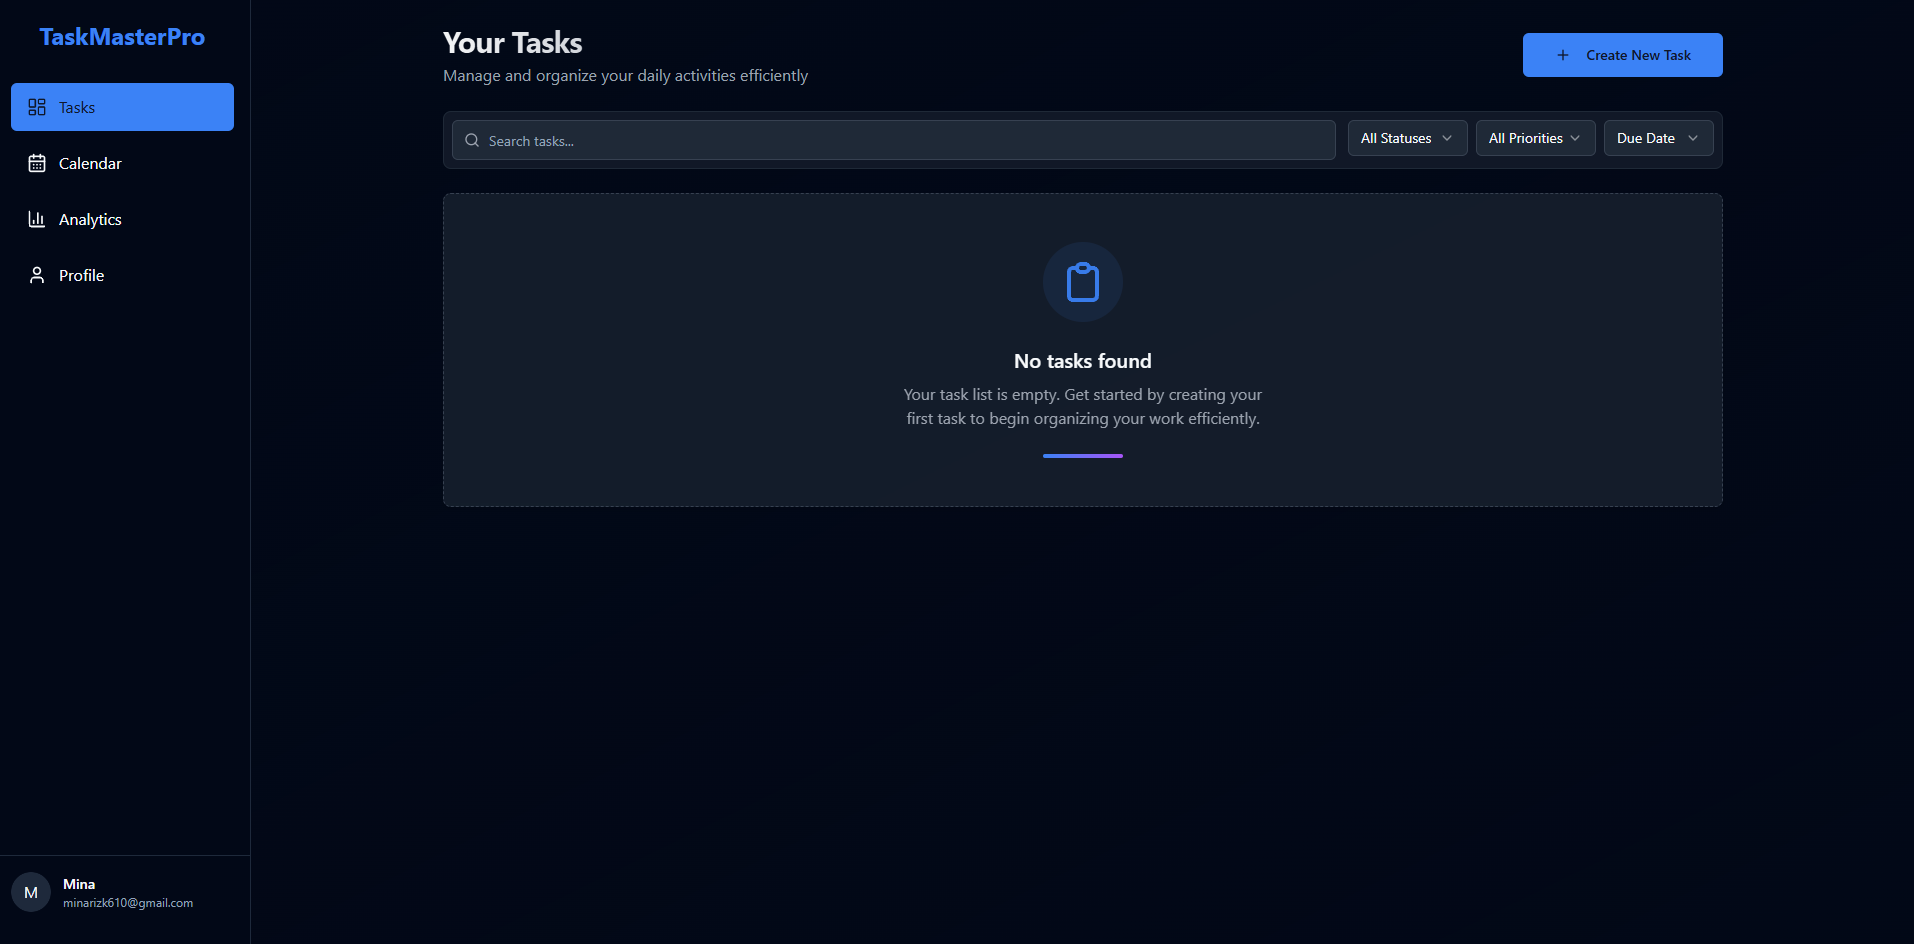 TaskMasterPro
Tasks
Calendar
Analytics
Profile
M
Mina
minarizk610@gmail.com
Your Tasks
Manage and organize your daily activities efficiently
Create New Task
Search tasks...
All Statuses
All Priorities
Due Date
No tasks found
Your task list is empty. Get started by creating your
first task to begin organizing your work efficiently.